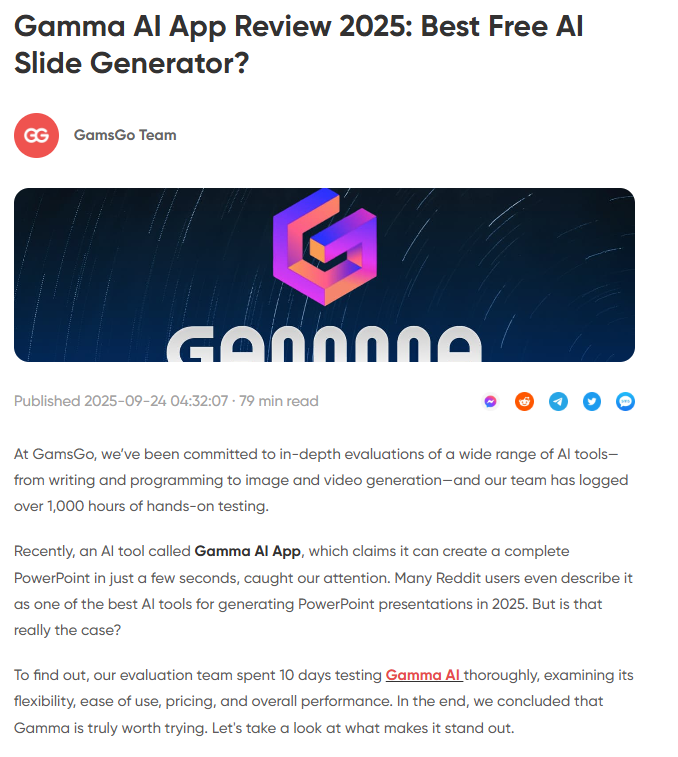 Gamma AI App Review 2025: Best Free AI
Slide Generator?
GG
GamsGo Team
GAMMMA
Published 2025-09-24 04:32:07 · 79 min read
At GamsGo, we’ve been committed to in-depth evaluations of a wide range of AI tools—
from writing and programming to image and video generation—and our team has logged
over 1,000 hours of hands-on testing.
Recently, an AI tool called Gamma AI App, which claims it can create a complete
PowerPoint in just a few seconds, caught our attention. Many Reddit users even describe it
as one of the best AI tools for generating PowerPoint presentations in 2025. But is that
really the case?
To find out, our evaluation team spent 10 days testing Gamma AI thoroughly, examining its
flexibility, ease of use, pricing, and overall performance. In the end, we concluded that
Gamma is truly worth trying. Let's take a look at what makes it stand out.